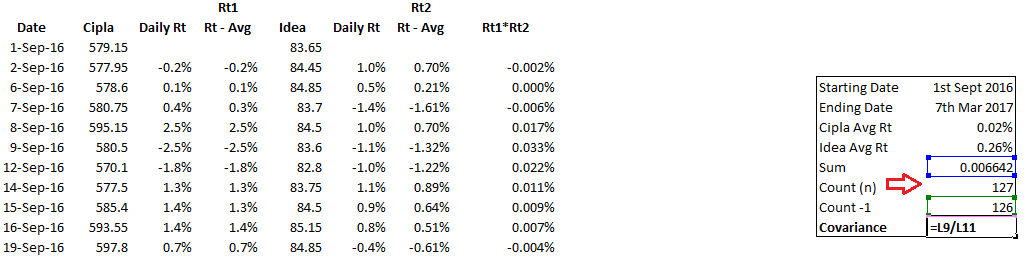 Rt1 Rt2
Date Cipla Daily Rt Rt - Avg Idea Daily Rt Rt - Avg Rt1*Rt2
1-Sep-16 579.15 83.65
2-Sep-16 577.95 -0.2% -0.2% 84.45 1.0% 0.70% -0.002%
6-Sep-16 578.6 0.1% 0.1% 84.85 0.5% 0.21% 0.000%
7-Sep-16 580.75 0.4% 0.3% 83.7 -1.4% -1.61% -0.006%
8-Sep-16 595.15 2.5% 2.5% 84.5 1.0% 0.70% 0.017%
9-Sep-16 580.5 -2.5% -2.5% 83.6 -1.1% -1.32% 0.033%
12-Sep-16 570.1 -1.8% -1.8% 82.8 -1.0% -1.22% 0.022%
14-Sep-16 577.5 1.3% 1.3% 83.75 1.1% 0.89% 0.011%
15-Sep-16 585.4 1.4% 1.3% 84.5 0.9% 0.64% 0.009%
16-Sep-16 593.55 1.4% 1.4% 85.15 0.8% 0.51% 0.007%
19-Sep-16 597.8 0.7% 0.7% 84.85 -0.4% -0.61% -0.004%
Starting Date 1st Sept 2016
Ending Date 7th Mar 2017
Cipla Avg Rt 0.02%
Idea Avg Rt 0.26%
Sum 0.006642
Count (n) 127
Count -1 126
Covariance =L9/L11